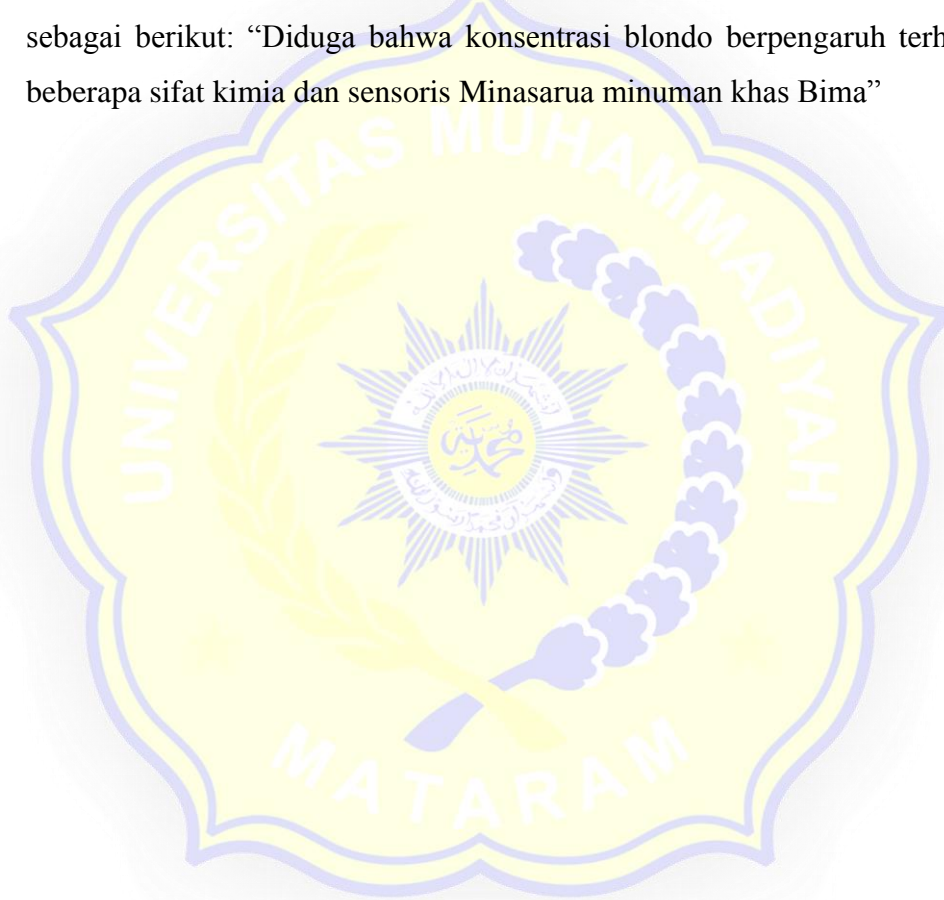 sebagai berikut: “Diduga bahwa konsentrasi blondo berpengaruh terh
beberapa sifat kimia dan sensoris Minasarua minuman khas Bima”
UNIVERSITAS MUHAMMADIYAH
MATARAM